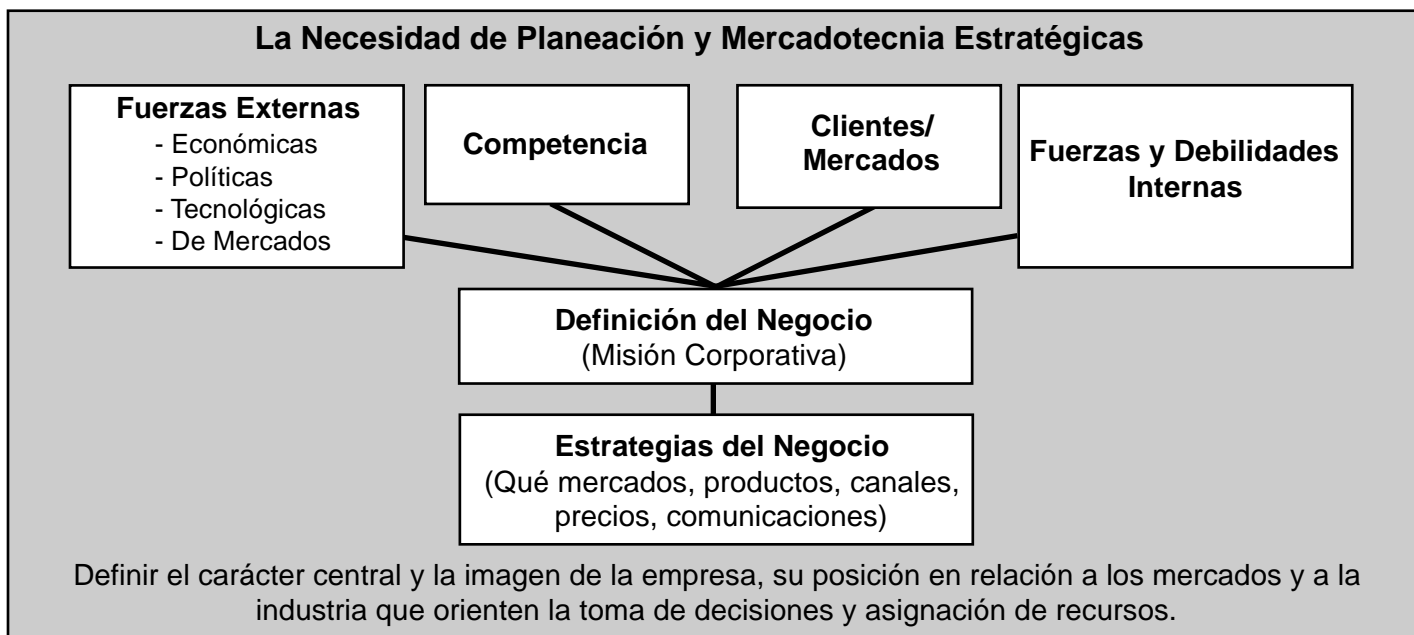 La Necesidad de Planeación y Mercadotecnia Estratégicas
Fuerzas Externas
- Económicas
- Políticas
- Tecnológicas
- De Mercados
Competencia
Clientes/
Mercados
Fuerzas y Debilidades
Internas
Definición del Negocio
(Misión Corporativa)
Estrategias del Negocio
(Qué mercados, productos, canales,
precios, comunicaciones)
Definir el carácter central y la imagen de la empresa, su posición en relación a los mercados y a la
industria que orienten la toma de decisiones y asignación de recursos.